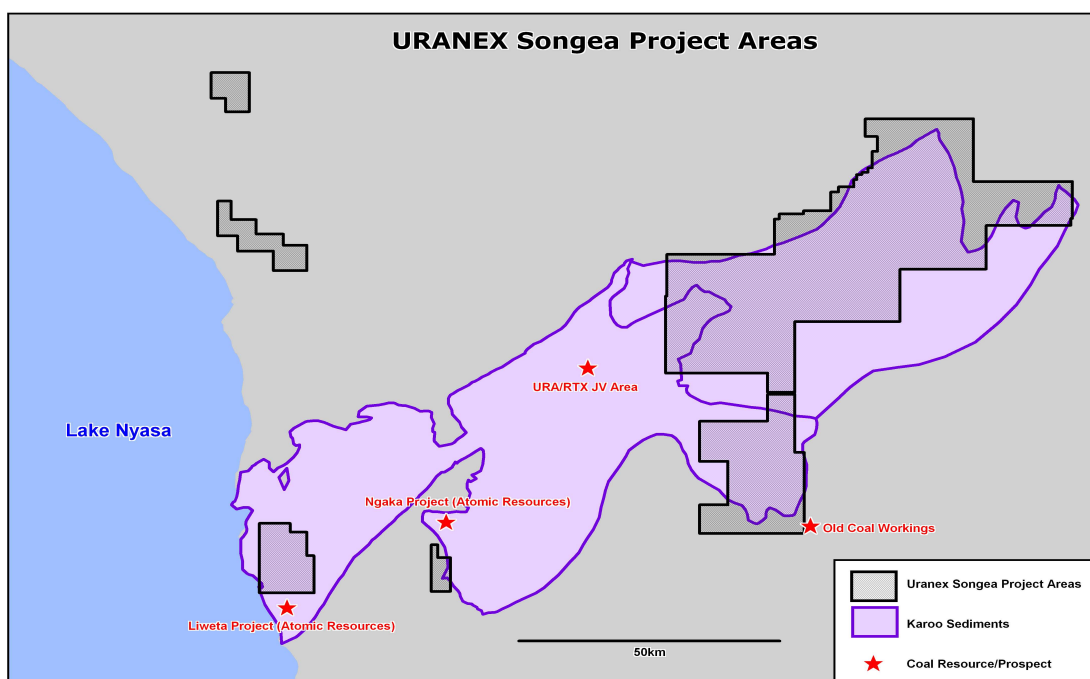 URANEX Songea Project Areas
URA/RTX JV Area
Lake Nyasa
Ngaka Project (Atomic Resources)
Old Coal Workings
Liweta Project (Atomic Resources)
50km
Uranex Songea Project Areas
Karoo Sediments
Coal Resource/Prospect